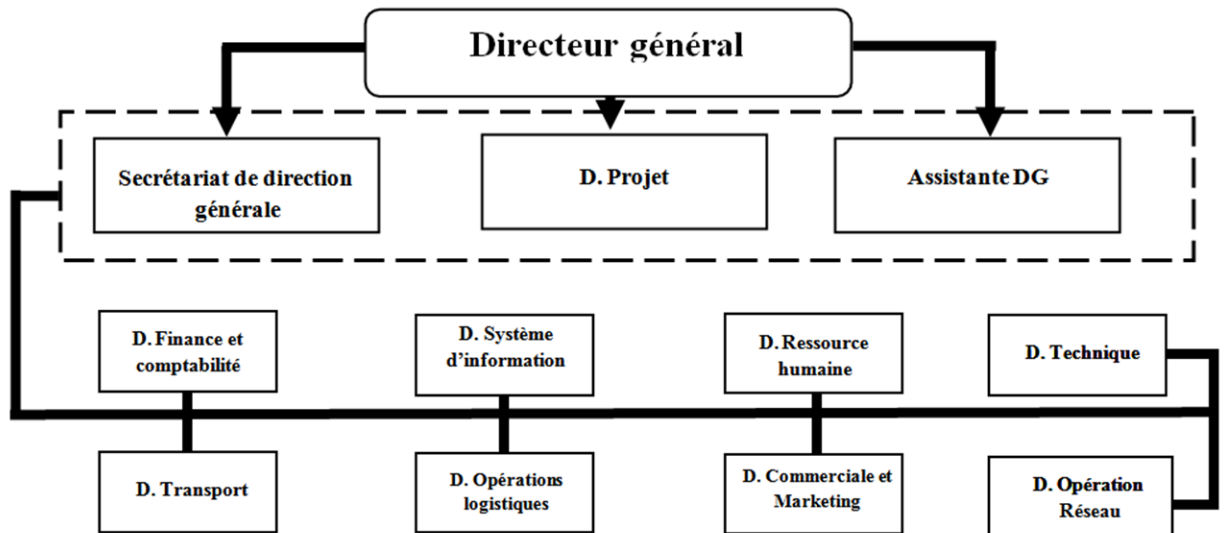 Directeur général
Secrétariat de direction
générale
D. Projet
Assistante DG
D. Finance et
comptabilité
D. Système
d'information
D. Ressource
humaine
D. Technique
D. Transport
D. Opérations
logistiques
D. Commerciale et
Marketing
D. Opération
Réseau